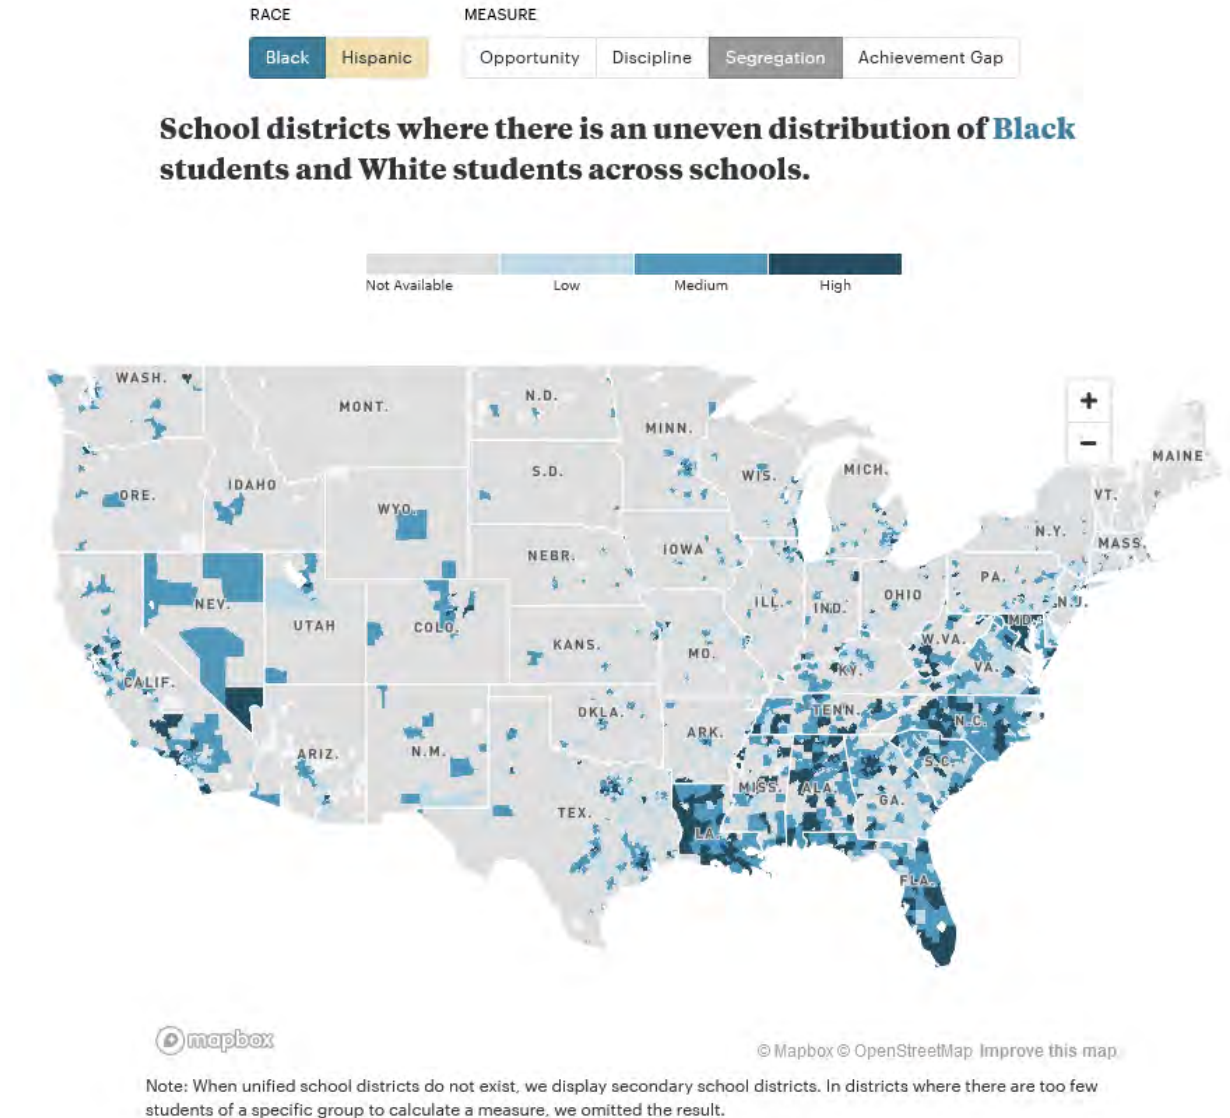 RACE
MEASURE
Black
Hispanic
Opportunity
Discipline
Segregation
Achievement Gap
School districts where there is an uneven distribution of Black
students and White students across schools.
Not Available
Low
Medium
High
WASH.
MONT.
N.D.
MINN.
MAINE
ORE.
IDAHO
WYO.
S.D.
WIS.
MICH.
VT.
N.Y.
MASS.
NEBR.
IOWA
PA.
N.J.
NEV.
UTAH
COLO.
KANS.
MO.
ILL.
IND.
OHIO
MD.
W.VA.
VA.
KY.
CALIF.
ARIZ.
N.M.
OKLA.
ARK.
TENN.
N.C.
S.C.
TEX.
LA.
MISS.
ALA.
GA.
FLA.
+
−
mapbox
© Mapbox © OpenStreetMap Improve this map
Note: When unified school districts do not exist, we display secondary school districts. In districts where there are too few
students of a specific group to calculate a measure, we omitted the result.